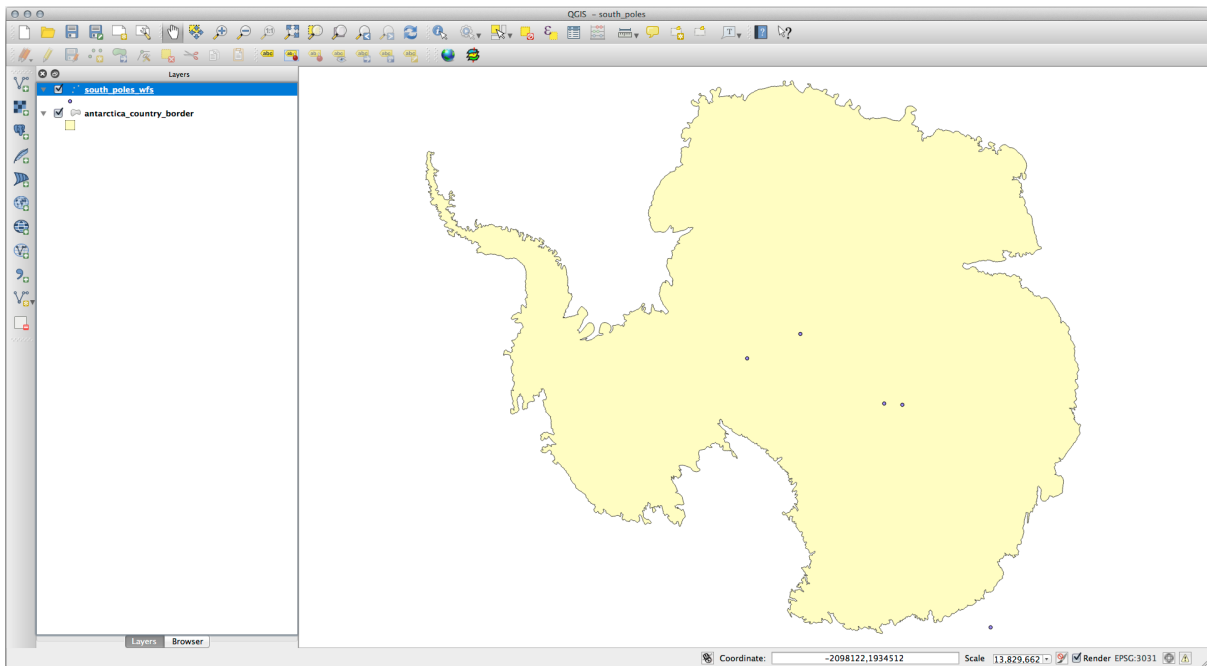 QGIS - south_poles
Layers
south_poles_wfs
antarctica_country_border
Layers Browser
Coordinate: -2098122,1934512 Scale 13,829,662 Render EPSG:3031